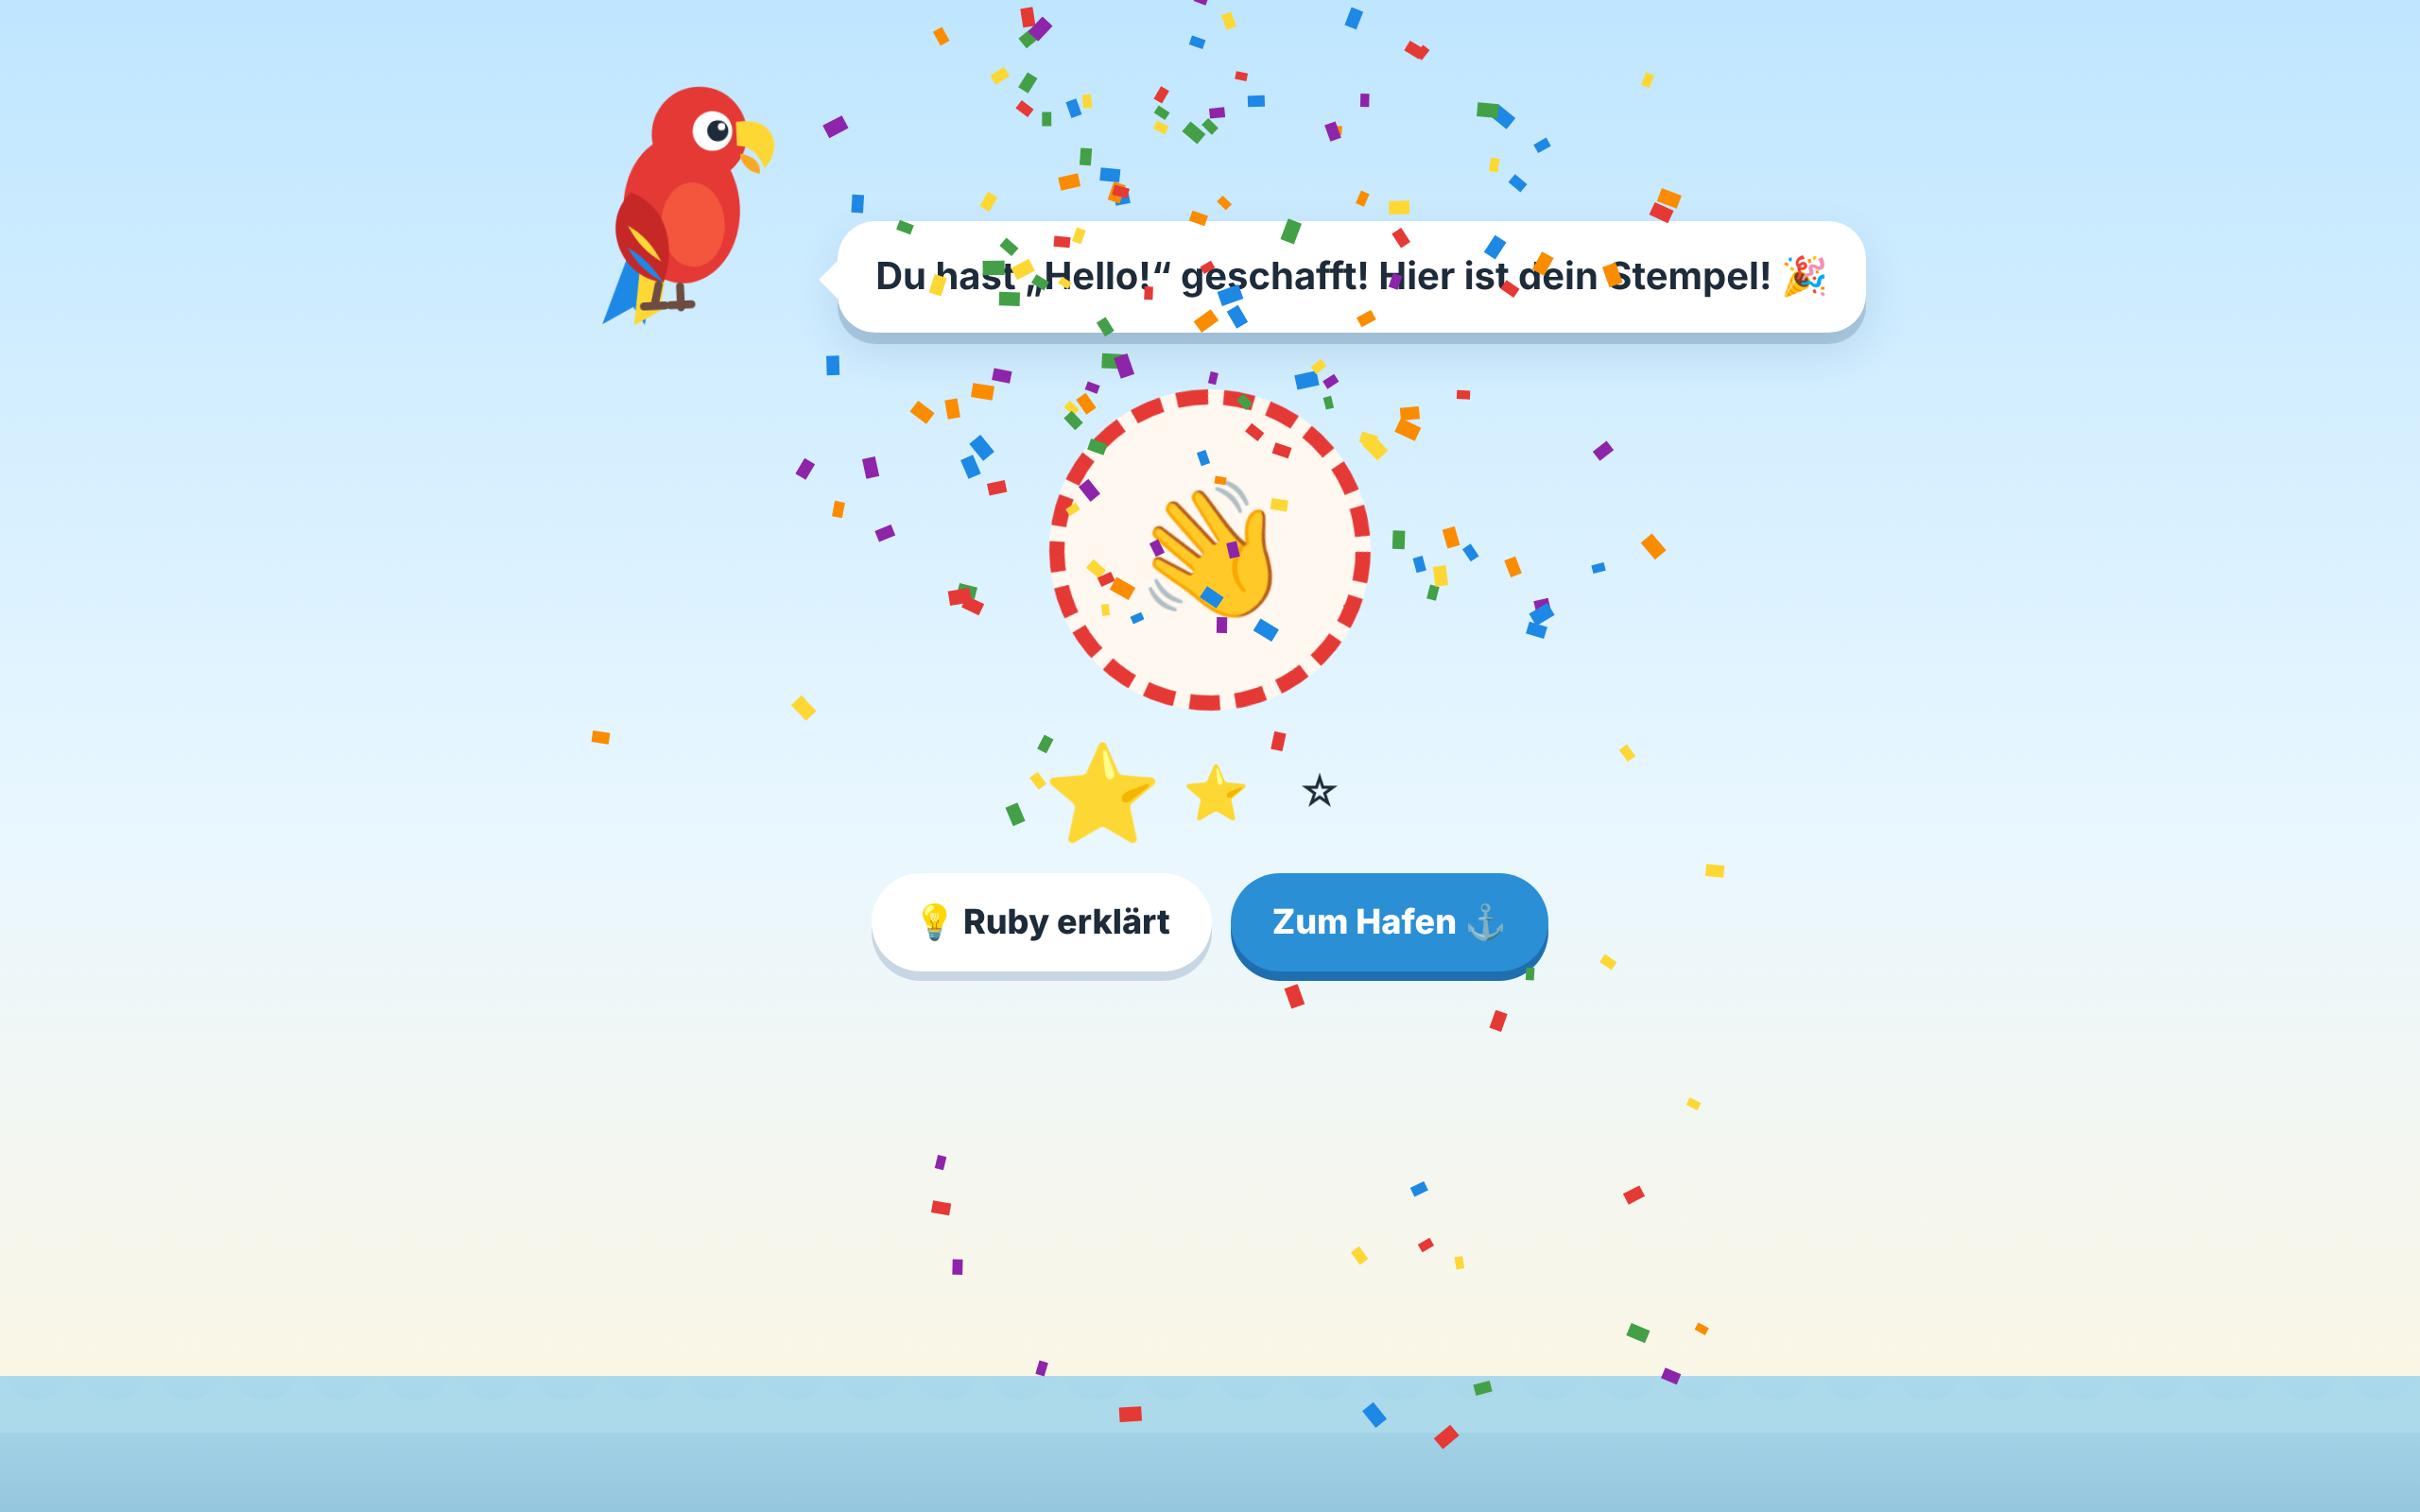 Du hast „Hello!“ geschafft! Hier ist dein Stempel! 🎉
💡 Ruby erklärt
Zum Hafen ⚓